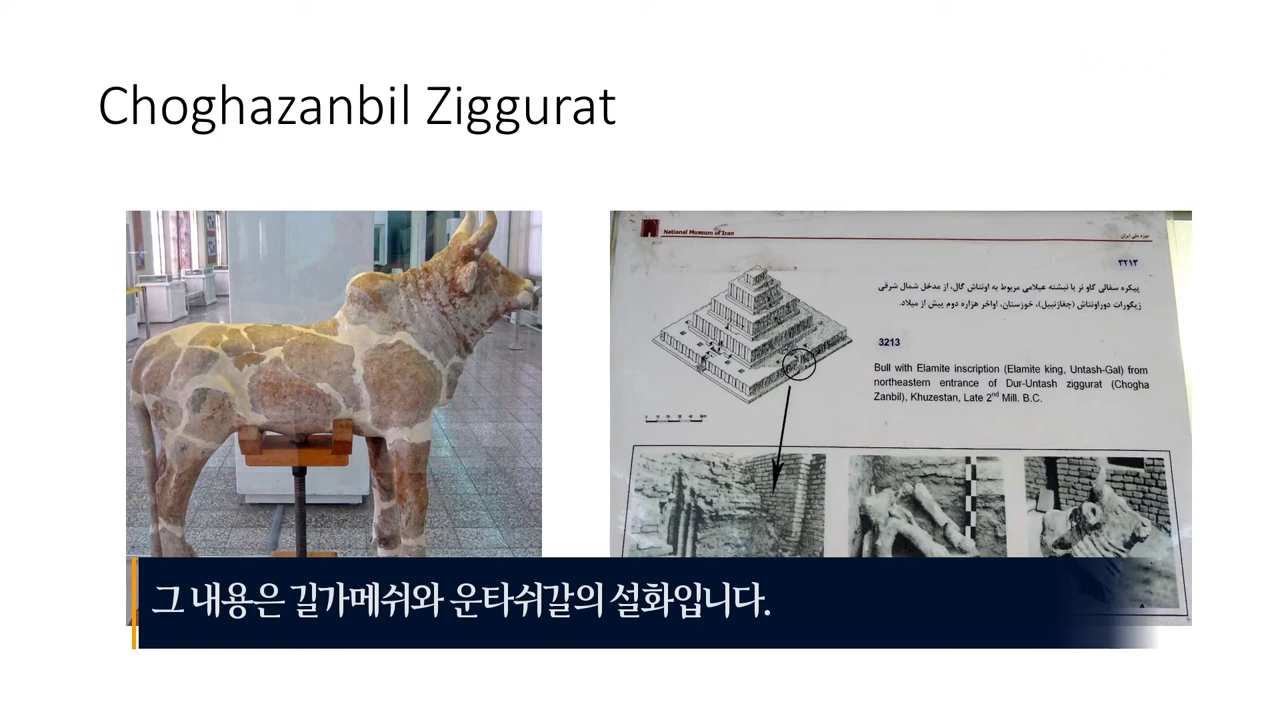 Choghazanbil Ziggurat
National Museum of Iran
موزه ملی ایران
۳۲۱۳
پیکره سفالی گاو نر با نبشته عیلامی مربوط به اونتاش گال، از مدخل شمال شرقی
زیگورات دوراونتاش (چغازنبیل)، خوزستان، اواخر هزاره دوم پیش از میلاد.
3213
Bull with Elamite inscription (Elamite king, Untash-Gal) from
northeastern entrance of Dur-Untash ziggurat (Chogha
Zanbil), Khuzestan, Late 2nd Mill. B.C.
그 내용은 길가메쉬와 운타쉬갈의 설화입니다.